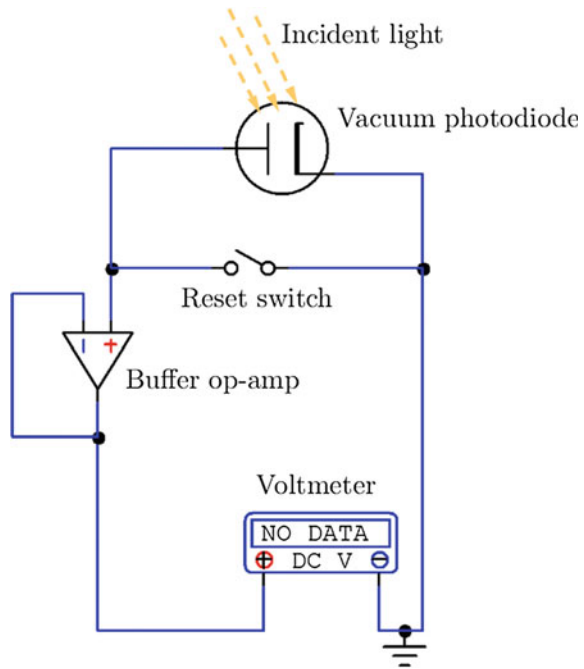 Incident light
Vacuum photodiode
Reset switch
− +
Buffer op-amp
Voltmeter
NO DATA
+ DC V −